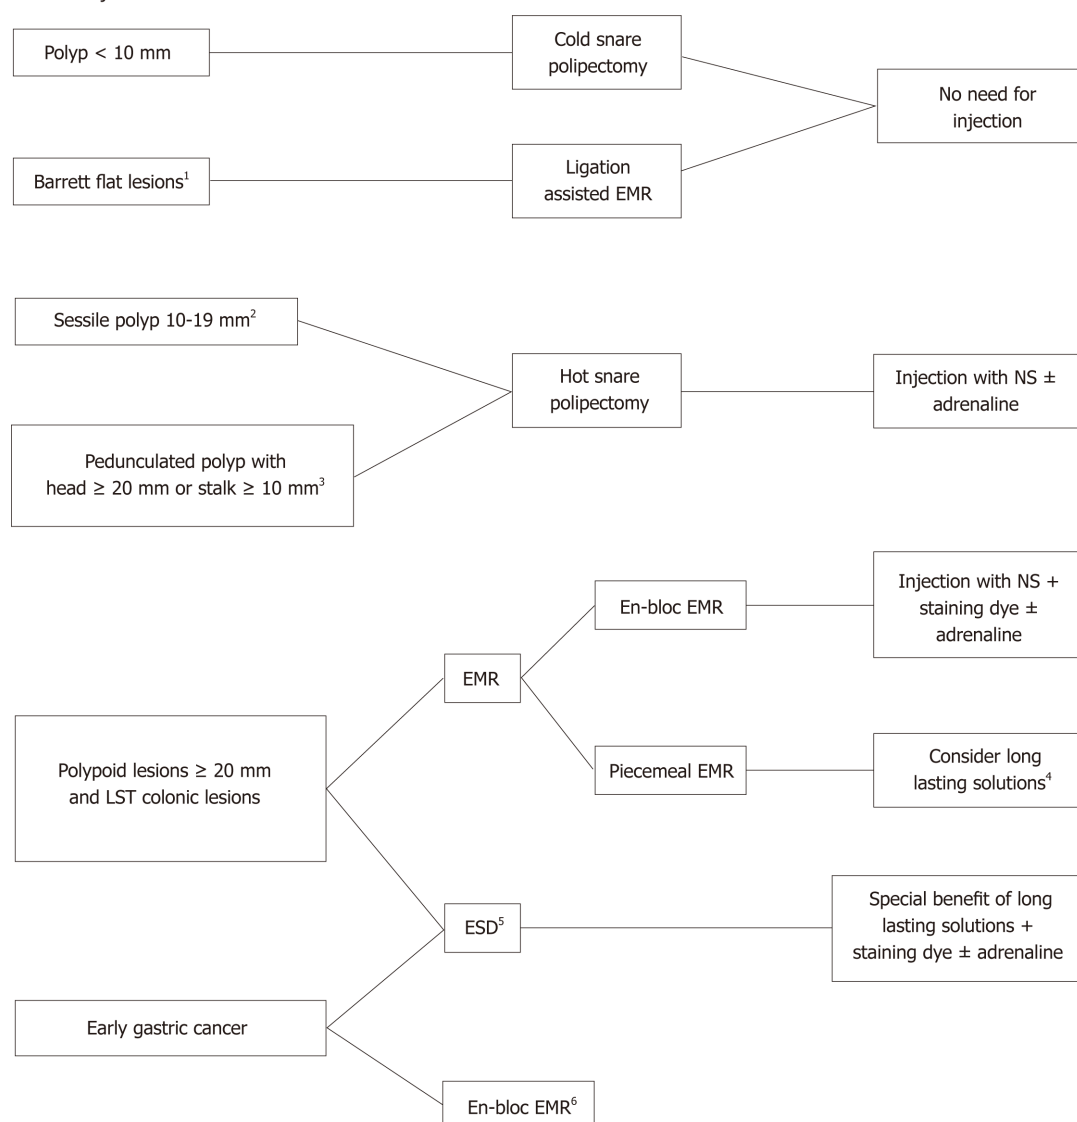 Polyp < 10 mm
Cold snare
polipectomy
No need for
injection
Barrett flat lesions¹
Ligation
assisted EMR
Sessile polyp 10-19 mm²
Hot snare
polipectomy
Injection with NS ±
adrenaline
Pedunculated polyp with
head ≥ 20 mm or stalk ≥ 10 mm³
En-bloc EMR
Injection with NS +
staining dye ±
adrenaline
EMR
Polypoid lesions ≥ 20 mm
and LST colonic lesions
Piecemeal EMR
Consider long
lasting solutions⁴
ESD⁵
Special benefit of long
lasting solutions +
staining dye ± adrenaline
Early gastric cancer
En-bloc EMR⁶